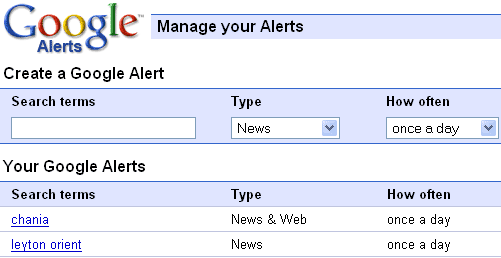 Google™
Alerts
Manage your Alerts
Create a Google Alert
Search terms Type How often
News once a day
Your Google Alerts
Search terms Type How often
chania News & Web once a day
leyton orient News once a day